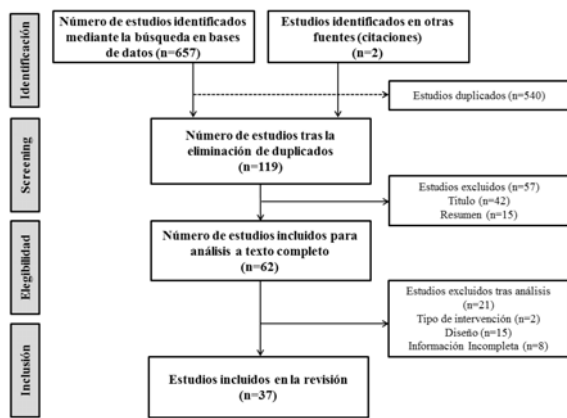 Identificación
Número de estudios identificados
mediante la búsqueda en bases
de datos
(n=657)
Estudios identificados en otras
fuentes (citaciones)
(n=2)
Estudios duplicados (n=540)
Screening
Número de estudios tras la
eliminación de duplicados
(n=119)
Estudios excluidos (n=57)
Titulo (n=42)
Resumen (n=15)
Elegibilidad
Número de estudios incluidos para
análisis a texto completo
(n=62)
Estudios excluidos tras análisis
(n=21)
Tipo de intervención (n=2)
Diseño (n=15)
Información Incompleta (n=8)
Inclusión
Estudios incluidos en la revisión
(n=37)